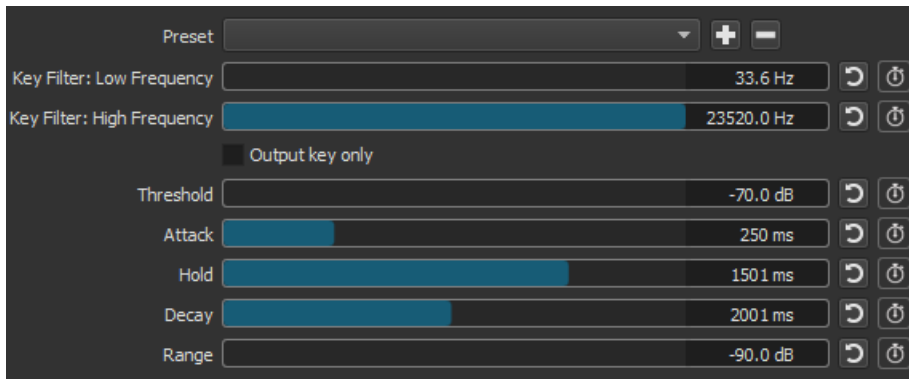 Preset
Key Filter: Low Frequency 33.6 Hz
Key Filter: High Frequency 23520.0 Hz
Output key only
Threshold -70.0 dB
Attack 250 ms
Hold 1501 ms
Decay 2001 ms
Range -90.0 dB